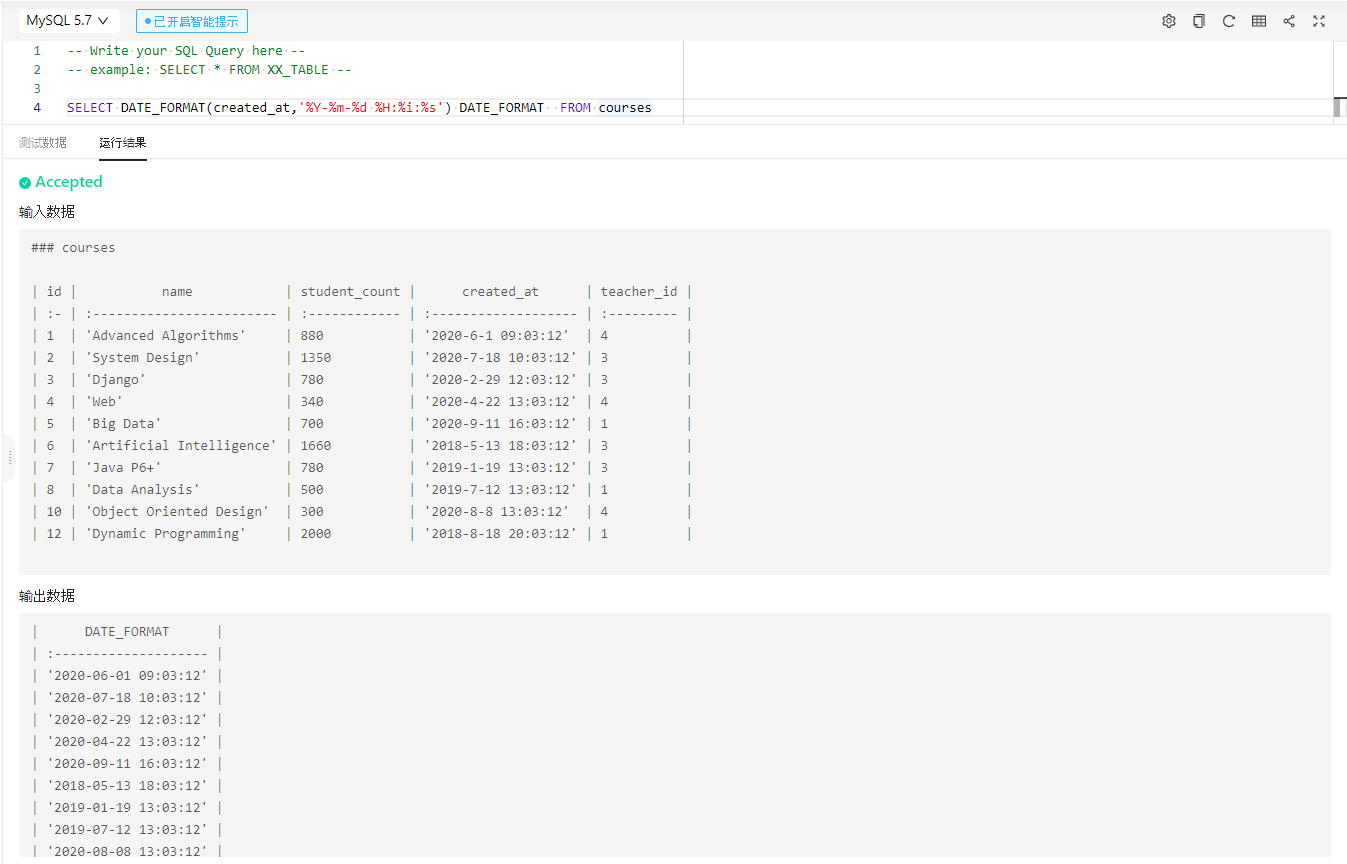 MySQL 5.7
已开启智能提示
1 -- Write your SQL Query here --
2 -- example: SELECT * FROM XX_TABLE --
3
4 SELECT DATE_FORMAT(created_at,'%Y-%m-%d %H:%i:%s') DATE_FORMAT  FROM courses
测试数据 运行结果
Accepted
输入数据
### courses
| id | name | student_count | created_at | teacher_id |
| :- | :------------------------ | :------------ | :------------------ | :--------- |
| 1 | 'Advanced Algorithms' | 880 | '2020-6-1 09:03:12' | 4 |
| 2 | 'System Design' | 1350 | '2020-7-18 10:03:12' | 3 |
| 3 | 'Django' | 780 | '2020-2-29 12:03:12' | 3 |
| 4 | 'Web' | 340 | '2020-4-22 13:03:12' | 4 |
| 5 | 'Big Data' | 700 | '2020-9-11 16:03:12' | 1 |
| 6 | 'Artificial Intelligence' | 1660 | '2018-5-13 18:03:12' | 3 |
| 7 | 'Java P6+' | 780 | '2019-1-19 13:03:12' | 3 |
| 8 | 'Data Analysis' | 500 | '2019-7-12 13:03:12' | 1 |
| 10 | 'Object Oriented Design' | 300 | '2020-8-8 13:03:12' | 4 |
| 12 | 'Dynamic Programming' | 2000 | '2018-8-18 20:03:12' | 1 |
输出数据
| DATE_FORMAT |
| :-------------------- |
| '2020-06-01 09:03:12' |
| '2020-07-18 10:03:12' |
| '2020-02-29 12:03:12' |
| '2020-04-22 13:03:12' |
| '2020-09-11 16:03:12' |
| '2018-05-13 18:03:12' |
| '2019-01-19 13:03:12' |
| '2019-07-12 13:03:12' |
| '2020-08-08 13:03:12' |